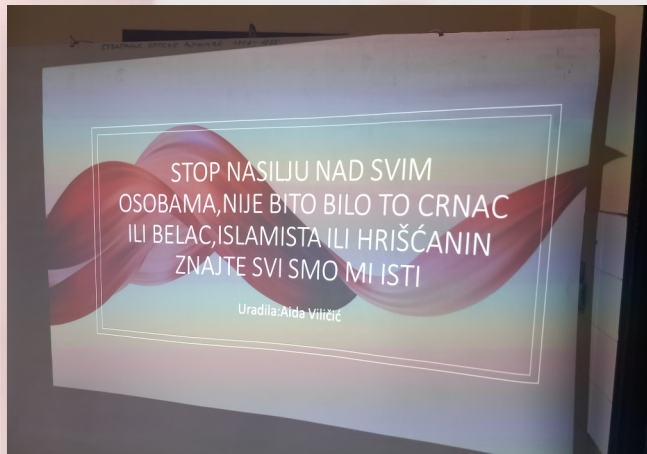 STOP NASILJU NAD SVIM
OSOBAMA,NIJE BITO BILO TO CRNAC
ILI BELAC,ISLAMISTA ILI HRIŠĆANIN
ZNAJTE SVI SMO MI ISTI
Uradila:Aida Viličić